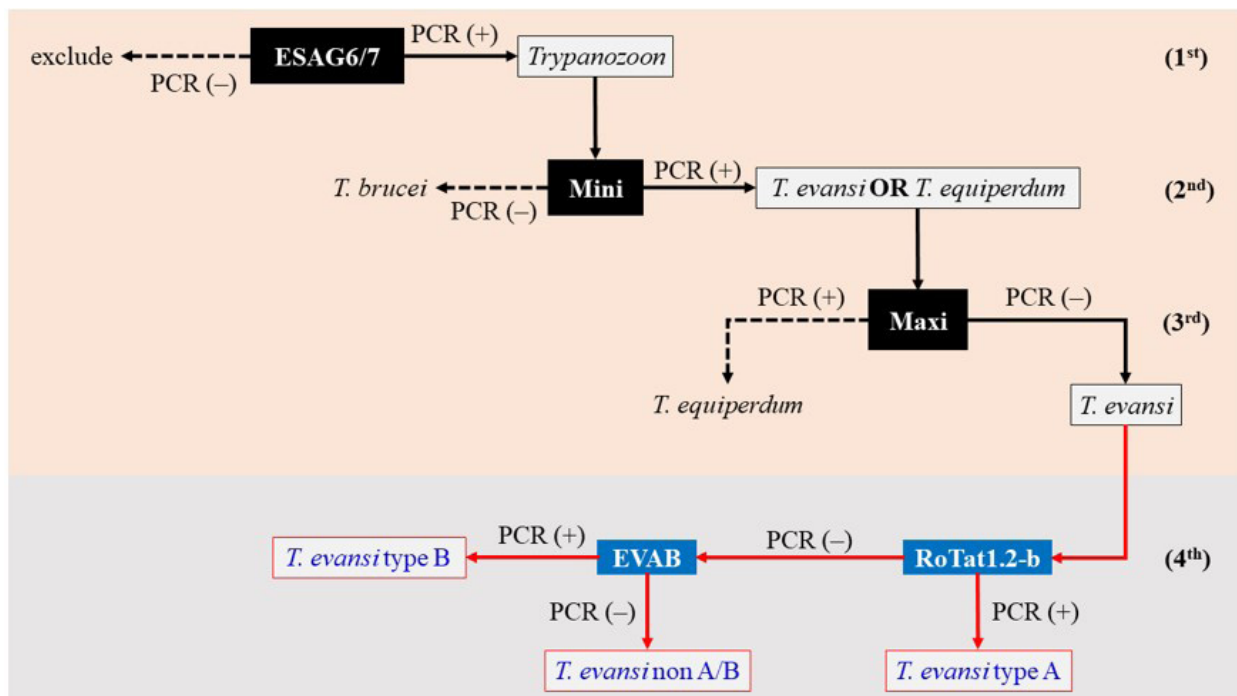 exclude
PCR (–)
ESAG6/7
PCR (+)
Trypanozoon
(1st)
T. brucei
PCR (–)
Mini
PCR (+)
T. evansi OR T. equiperdum
(2nd)
PCR (+)
Maxi
PCR (–)
(3rd)
T. equiperdum
T. evansi
T. evansi type B
PCR (+)
EVAB
PCR (–)
RoTat1.2-b
(4th)
PCR (–)
PCR (+)
T. evansi non A/B
T. evansi type A